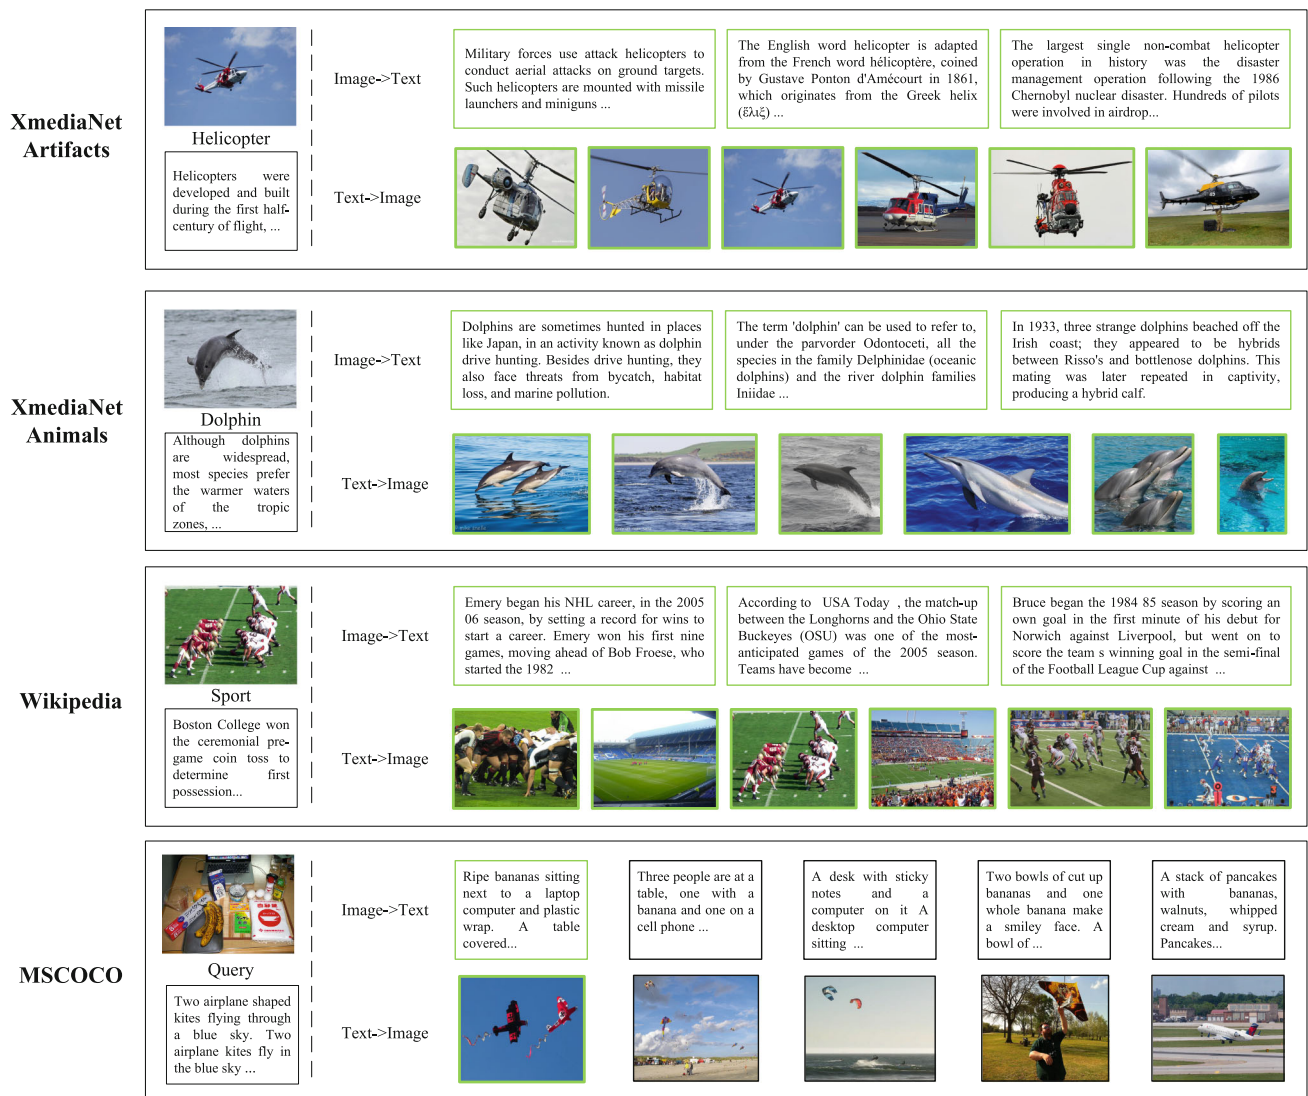 XmediaNet
Artifacts
Helicopter
Helicopters were
developed and built
during the first half-
century of flight, ...
Image->Text
Military forces use attack helicopters to
conduct aerial attacks on ground targets.
Such helicopters are mounted with missile
launchers and miniguns ...
The English word helicopter is adapted
from the French word hélicoptère, coined
by Gustave Ponton d'Amécourt in 1861,
which originates from the Greek helix
(ἕλιξ) ...
The largest single non-combat helicopter
operation in history was the disaster
management operation following the 1986
Chernobyl nuclear disaster. Hundreds of pilots
were involved in airdrop...
Text->Image
XmediaNet
Animals
Dolphin
Although dolphins
are widespread,
most species prefer
the warmer waters
of the tropic
zones, ...
Image->Text
Dolphins are sometimes hunted in places
like Japan, in an activity known as dolphin
drive hunting. Besides drive hunting, they
also face threats from bycatch, habitat
loss, and marine pollution.
The term 'dolphin' can be used to refer to,
under the parvorder Odontoceti, all the
species in the family Delphinidae (oceanic
dolphins) and the river dolphin families
Iniidae ...
In 1933, three strange dolphins beached off the
Irish coast; they appeared to be hybrids
between Risso's and bottlenose dolphins. This
mating was later repeated in captivity,
producing a hybrid calf.
Text->Image
Wikipedia
Sport
Boston College won
the ceremonial pre-
game coin toss to
determine first
possession...
Image->Text
Emery began his NHL career, in the 2005
06 season, by setting a record for wins to
start a career. Emery won his first nine
games, moving ahead of Bob Froese, who
started the 1982 ...
According to USA Today , the match-up
between the Longhorns and the Ohio State
Buckeyes (OSU) was one of the most-
anticipated games of the 2005 season.
Teams have become ...
Bruce began the 1984 85 season by scoring an
own goal in the first minute of his debut for
Norwich against Liverpool, but went on to
score the team s winning goal in the semi-final
of the Football League Cup against ...
Text->Image
MSCOCO
Query
Two airplane shaped
kites flying through
a blue sky. Two
airplane kites fly in
the blue sky ...
Image->Text
Ripe bananas sitting
next to a laptop
computer and plastic
wrap. A table
covered...
Three people are at a
table, one with a
banana and one on a
cell phone ...
A desk with sticky
notes and a
computer on it A
desktop computer
sitting ...
Two bowls of cut up
bananas and one
whole banana make
a smiley face. A
bowl of ...
A stack of pancakes
with bananas,
walnuts, whipped
cream and syrup.
Pancakes...
Text->Image